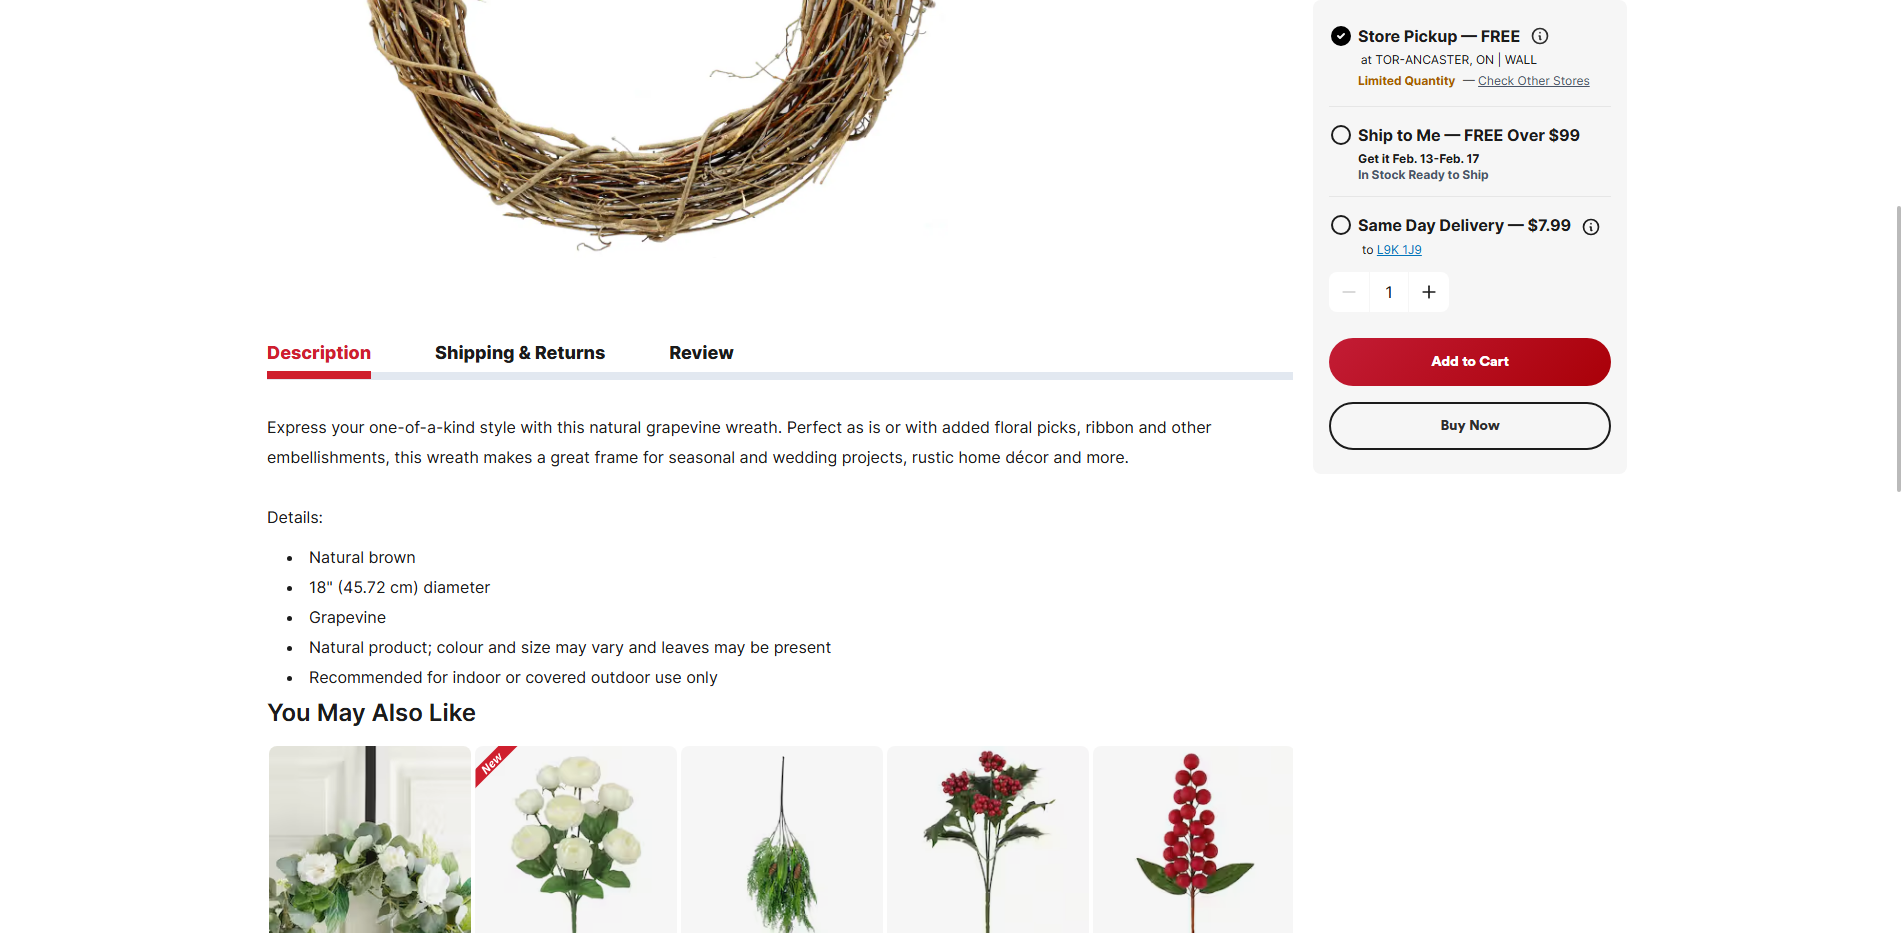 Store Pickup — FREE
at TOR-ANCASTER, ON | WALL
Limited Quantity — Check Other Stores
Ship to Me — FREE Over $99
Get it Feb. 13-Feb. 17
In Stock Ready to Ship
Same Day Delivery — $7.99
to L9K 1J9
1
Add to Cart
Buy Now
Description Shipping & Returns Review
Express your one-of-a-kind style with this natural grapevine wreath. Perfect as is or with added floral picks, ribbon and other
embellishments, this wreath makes a great frame for seasonal and wedding projects, rustic home décor and more.
Details:
Natural brown
18" (45.72 cm) diameter
Grapevine
Natural product; colour and size may vary and leaves may be present
Recommended for indoor or covered outdoor use only
You May Also Like
New